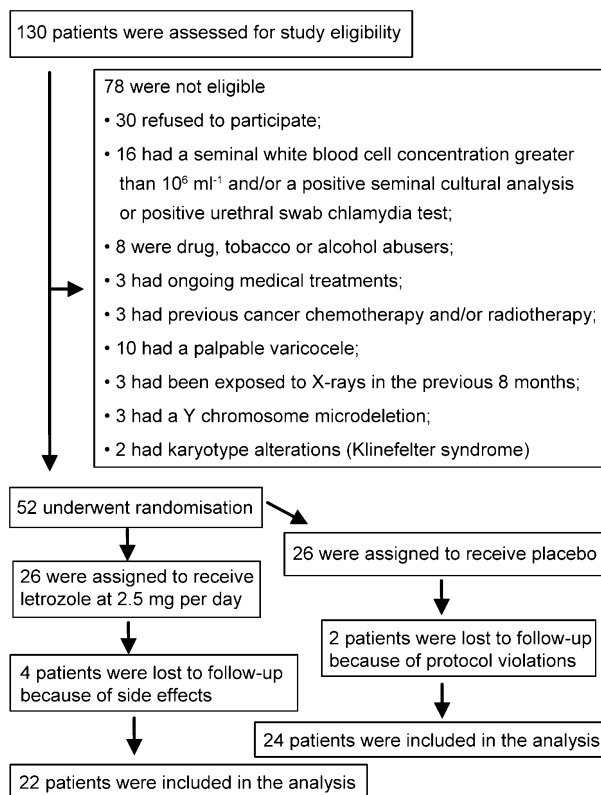 130 patients were assessed for study eligibility
78 were not eligible
• 30 refused to participate;
• 16 had a seminal white blood cell concentration greater
than 10⁶ ml⁻¹ and/or a positive seminal cultural analysis
or positive urethral swab chlamydia test;
• 8 were drug, tobacco or alcohol abusers;
• 3 had ongoing medical treatments;
• 3 had previous cancer chemotherapy and/or radiotherapy;
• 10 had a palpable varicocele;
• 3 had been exposed to X-rays in the previous 8 months;
• 3 had a Y chromosome microdeletion;
• 2 had karyotype alterations (Klinefelter syndrome)
52 underwent randomisation
26 were assigned to receive
letrozole at 2.5 mg per day
26 were assigned to receive placebo
4 patients were lost to follow-up
because of side effects
2 patients were lost to follow-up
because of protocol violations
24 patients were included in the analysis
22 patients were included in the analysis